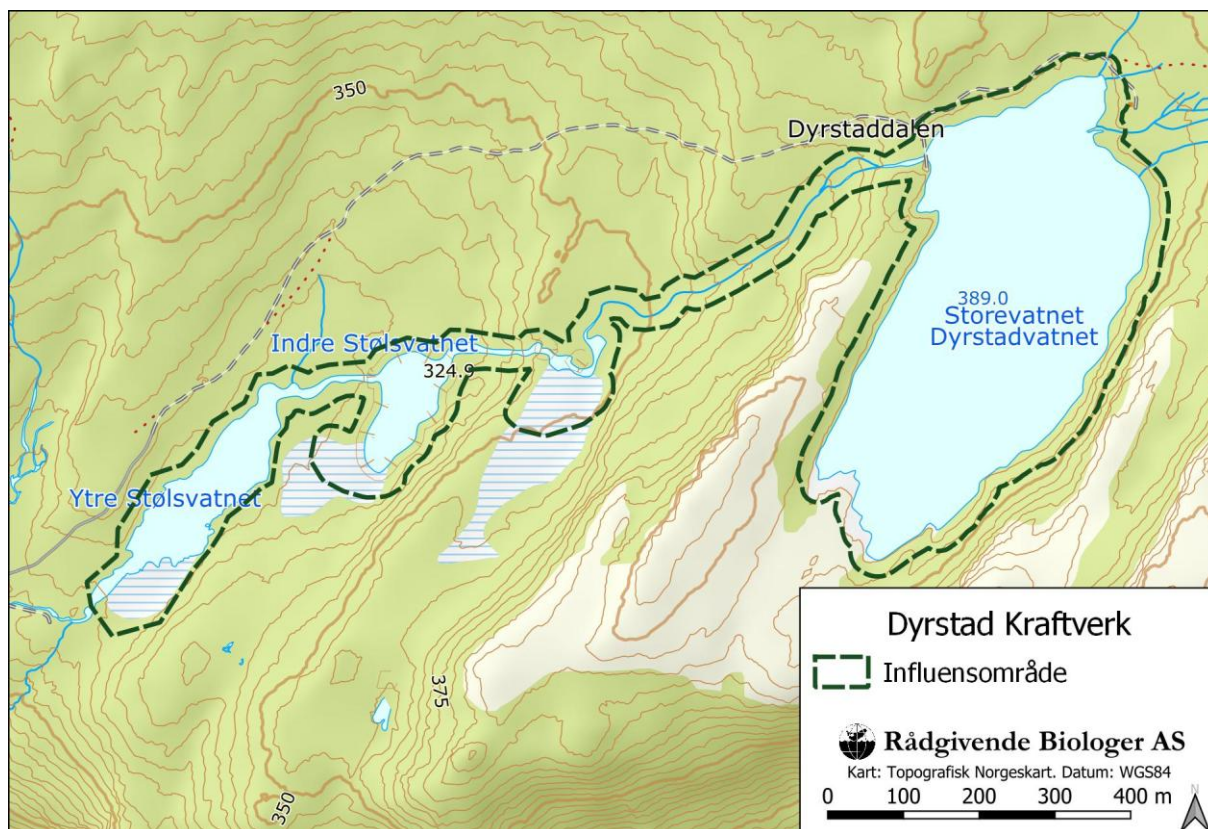 350
Dyrstaddalen
389.0
Storevatnet
Dyrstadvatnet
Indre Stølsvatnet
324.9
Ytre Stølsvatnet
375
350
Dyrstad Kraftverk
Influensområde
Rådgivende Biologer AS
Kart: Topografisk Norgeskart. Datum: WGS84
0 100 200 300 400 m
N